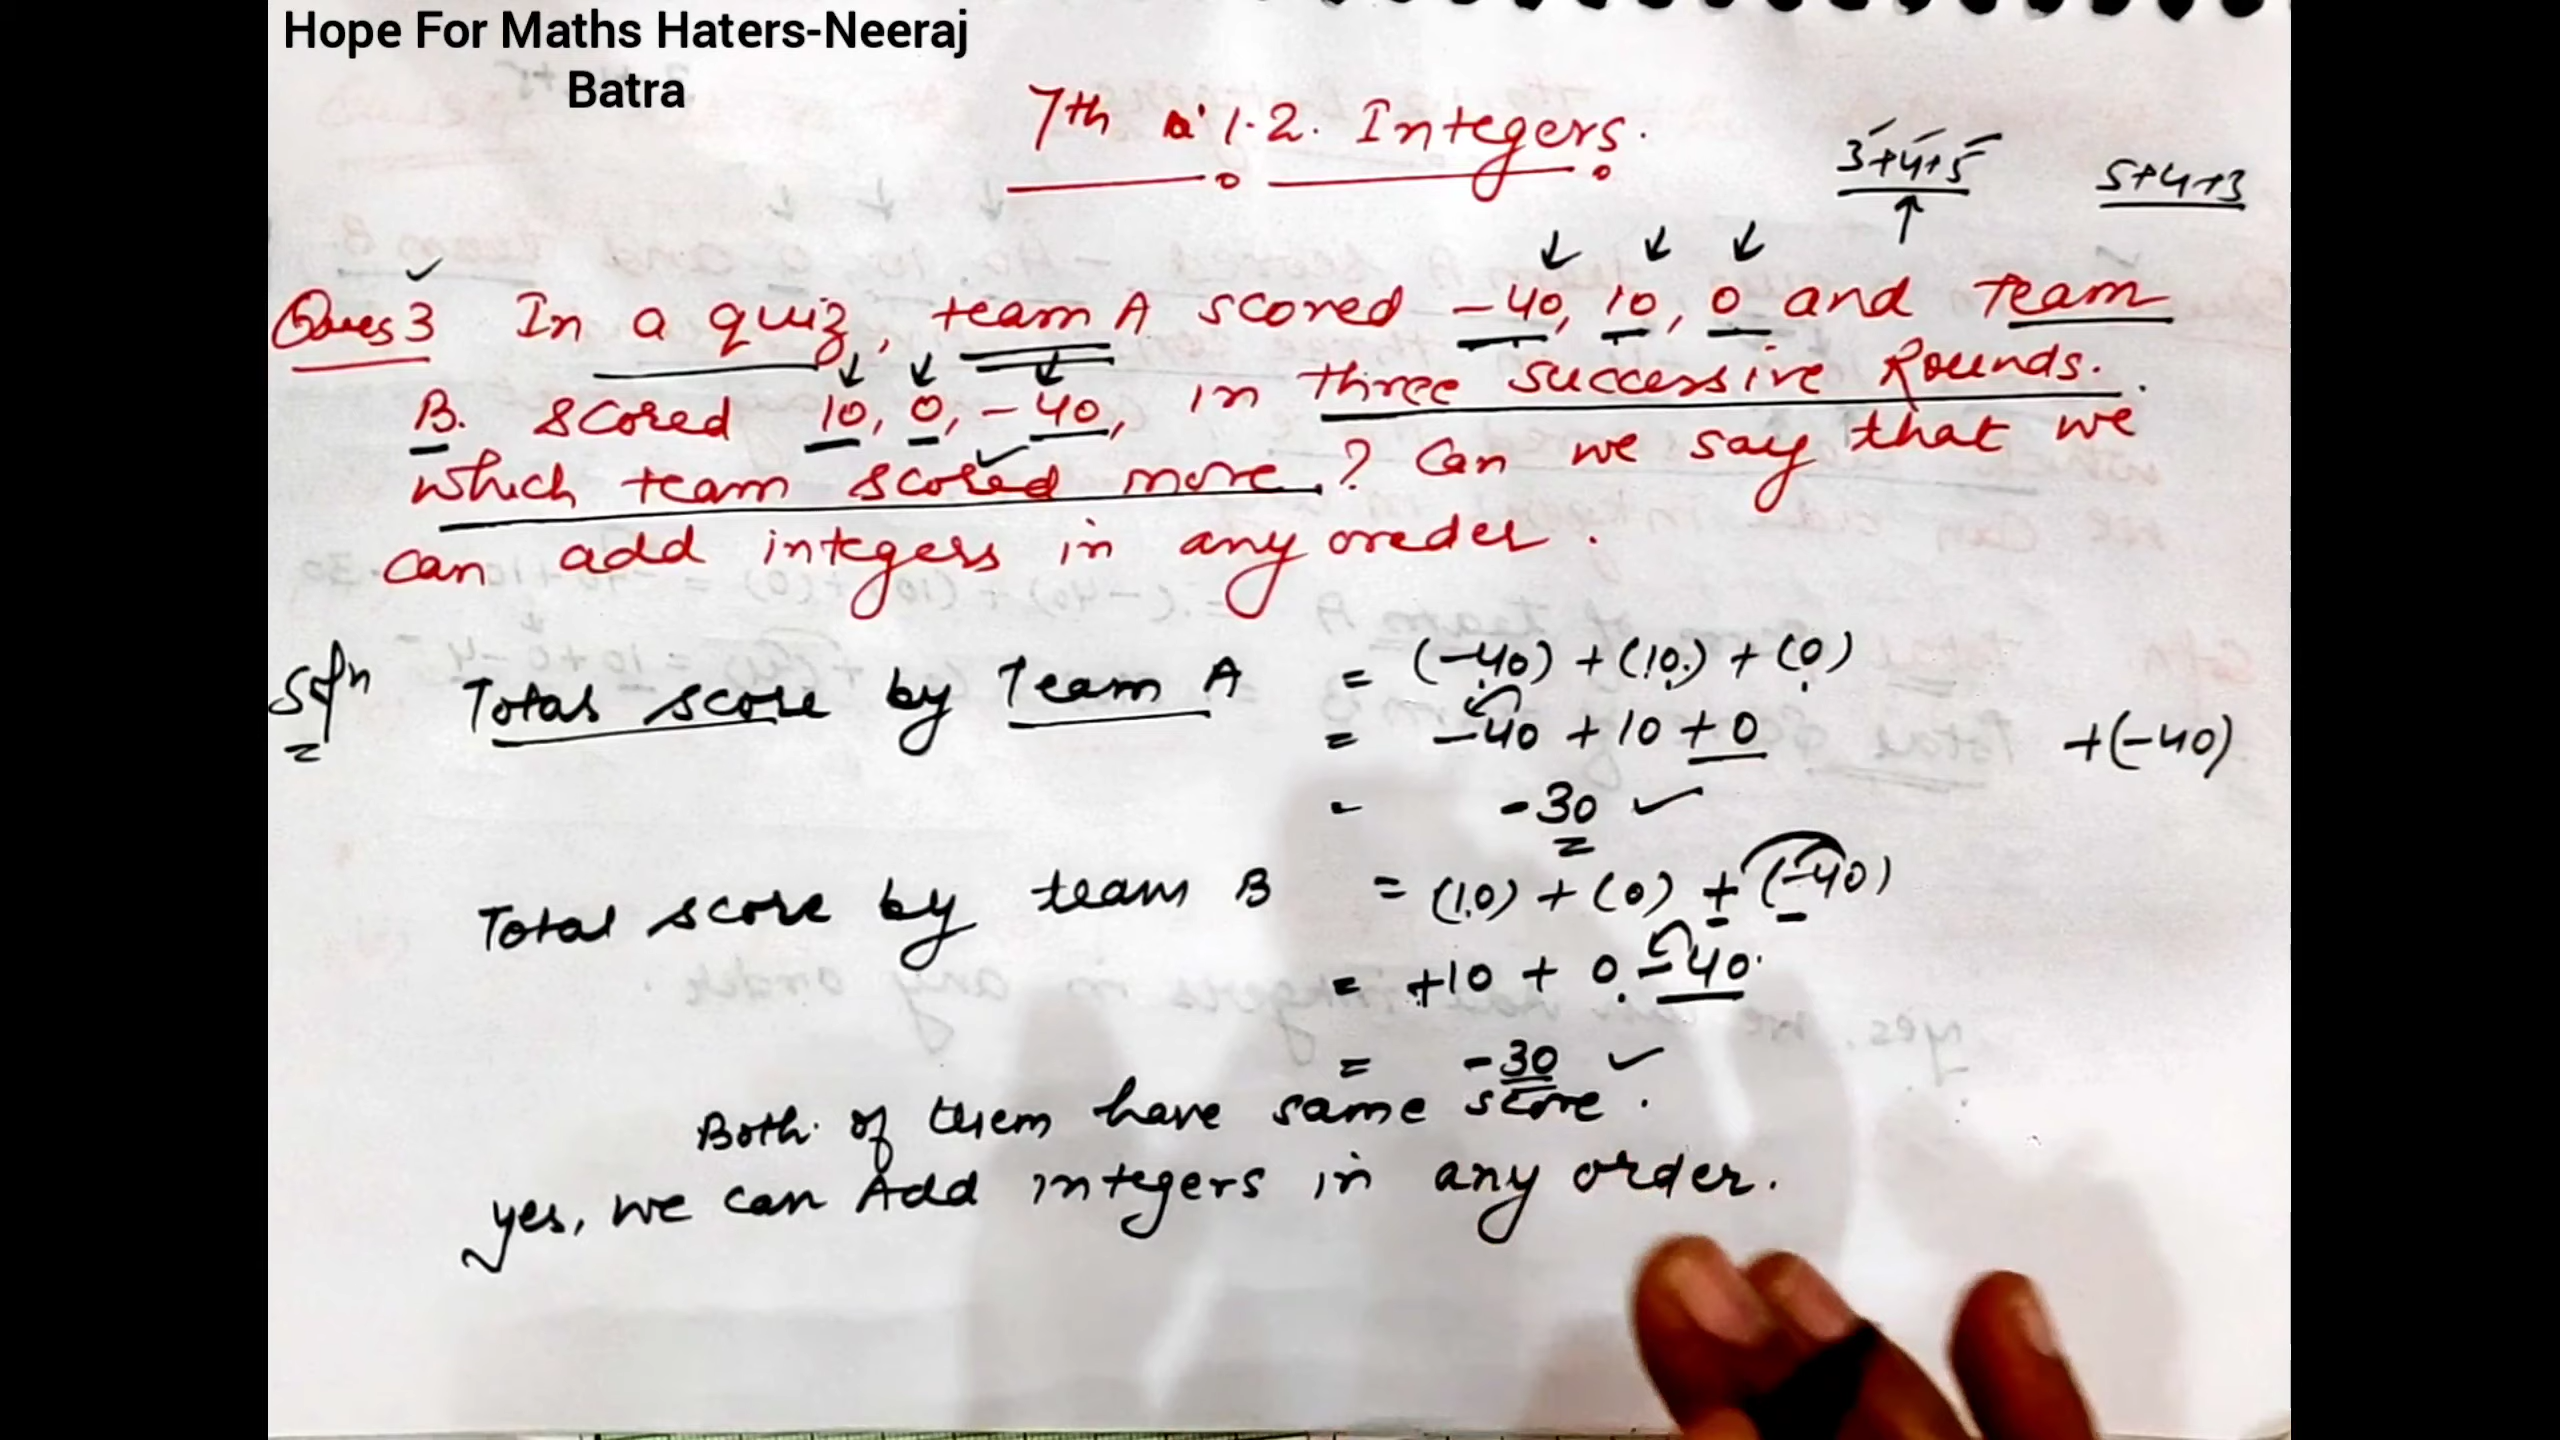 Hope For Maths Haters-Neeraj
Batra
7th 1.2. Integers.
3+4+5
5+4+3
Ques 3 In a quiz, team A scored -40, 10, 0 and team
B. scored 10, 0, -40, in three successive Rounds.
which team scored more? Can we say that we
can add integers in any oreder.
Soln Total score by Team A = (-40) + (10) + (0)
= -40 + 10 + 0
+(-40)
= -30 ✓
Total score by team B = (10) + (0) + (-40)
= +10 + 0 - 40
= -30 ✓
Both of them have same score.
yes, we can Add integers in any order.